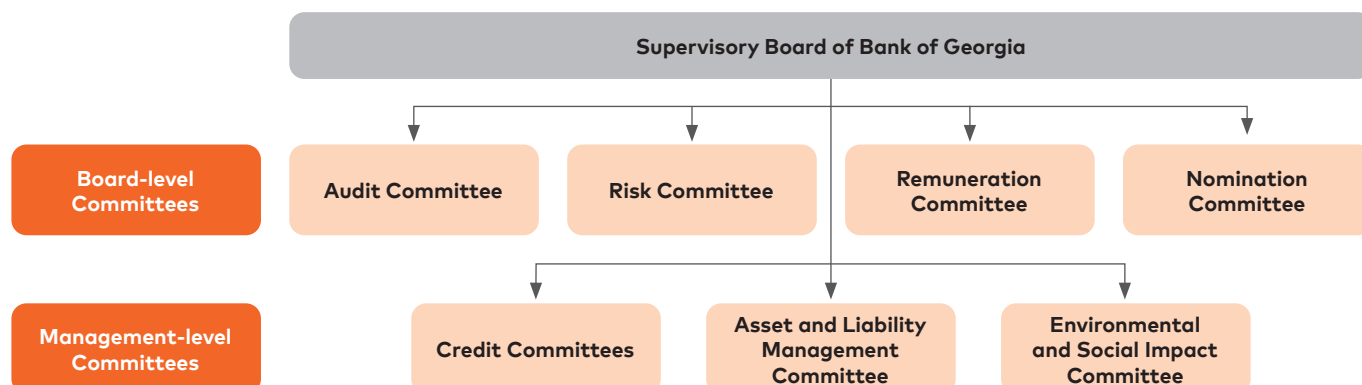 Supervisory Board of Bank of Georgia
Board-level
Committees
Audit Committee
Risk Committee
Remuneration
Committee
Nomination
Committee
Management-level
Committees
Credit Committees
Asset and Liability
Management
Committee
Environmental
and Social Impact
Committee